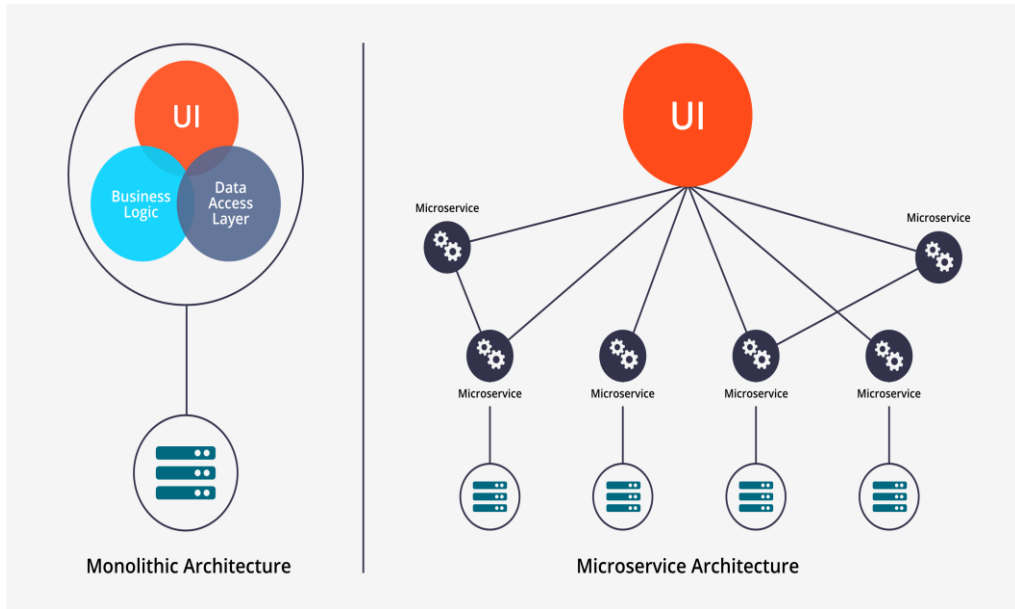 UI
Business
Logic
Data
Access
Layer
Monolithic Architecture
UI
Microservice
Microservice
Microservice
Microservice
Microservice
Microservice
Microservice Architecture